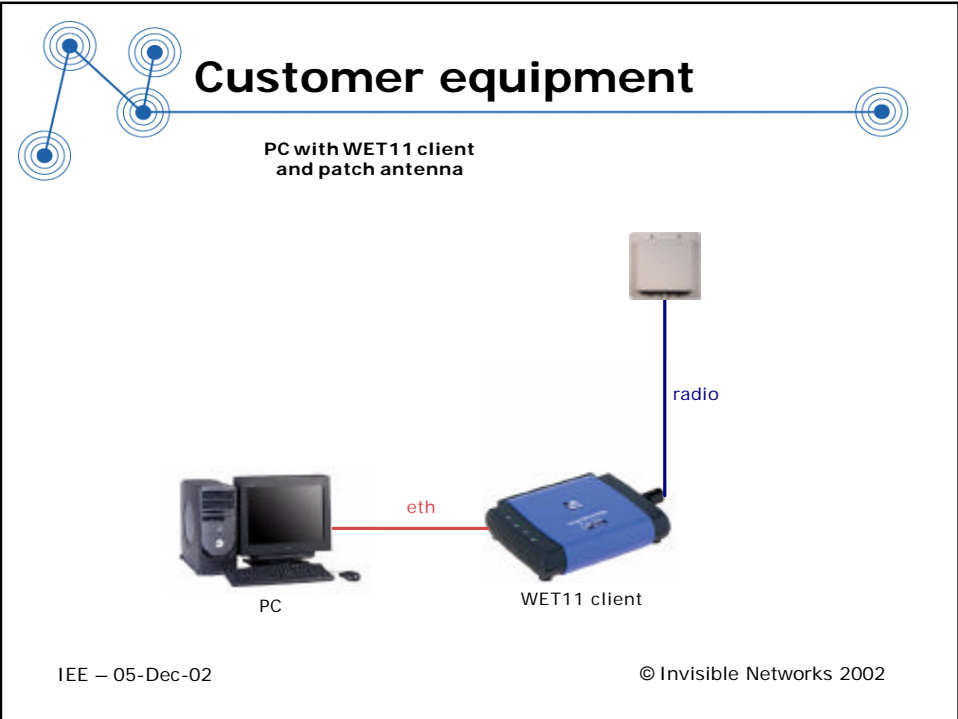 Customer equipment
PC with WET11 client
and patch antenna
radio
eth
PC
WET11 client
IEE – 05-Dec-02
© Invisible Networks 2002